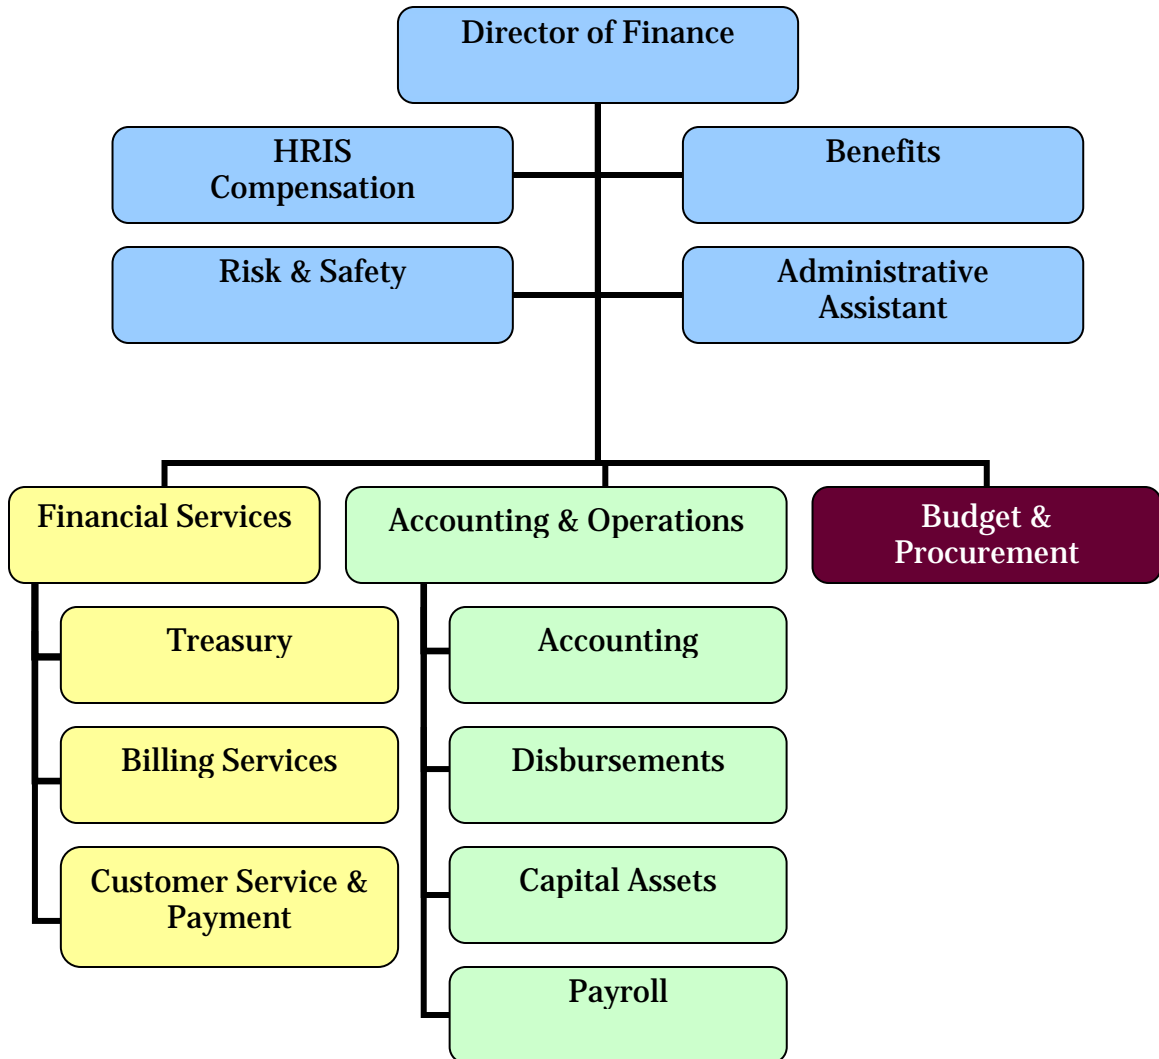 Director of Finance
HRIS
Compensation
Benefits
Risk & Safety
Administrative
Assistant
Financial Services
Accounting & Operations
Budget &
Procurement
Treasury
Accounting
Billing Services
Disbursements
Customer Service &
Payment
Capital Assets
Payroll